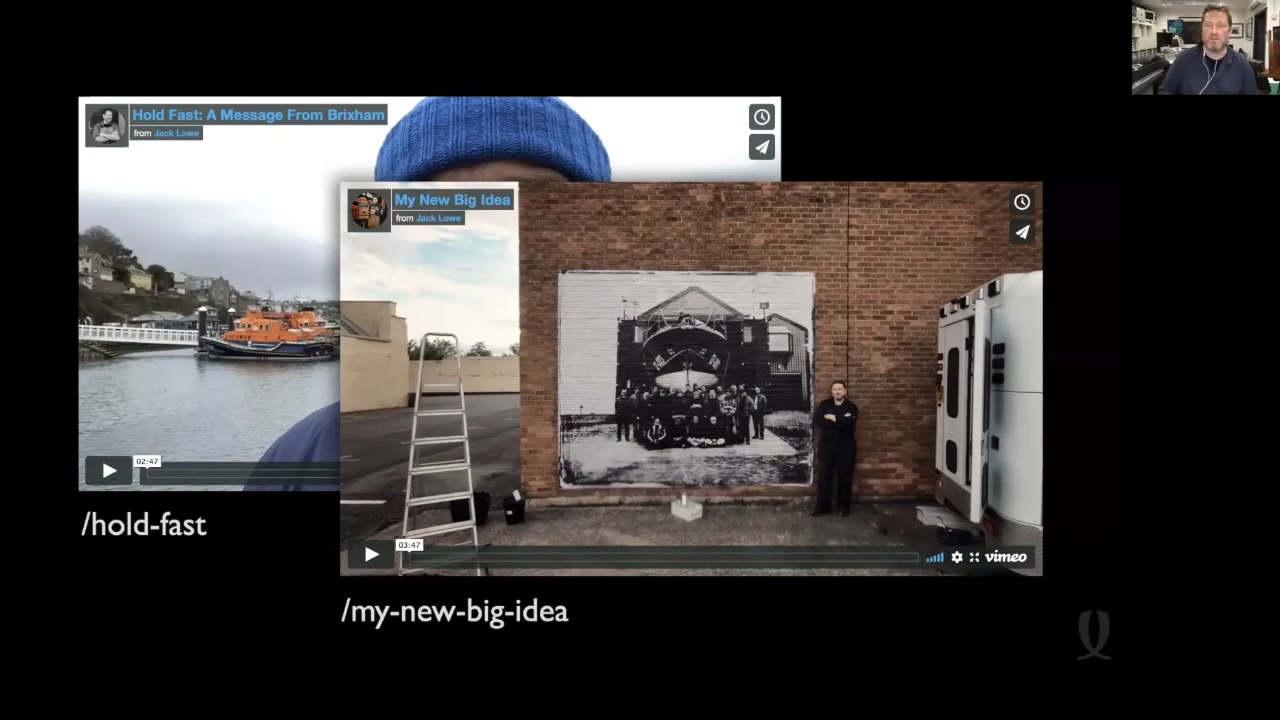 Hold Fast: A Message From Brixham
from Jack Lowe
My New Big Idea
from Jack Lowe
02:47
/hold-fast
03:47
vimeo
/my-new-big-idea